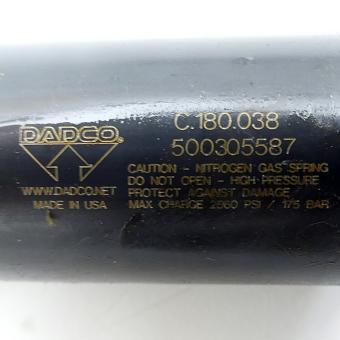 DADCO
WWW.DADCO.NET
MADE IN USA
C.180.038
500305587
CAUTION - NITROGEN GAS SPRING
DO NOT OPEN - HIGH PRESSURE
PROTECT AGAINST DAMAGE
MAX CHARGE 2560 PSI / 175 BAR